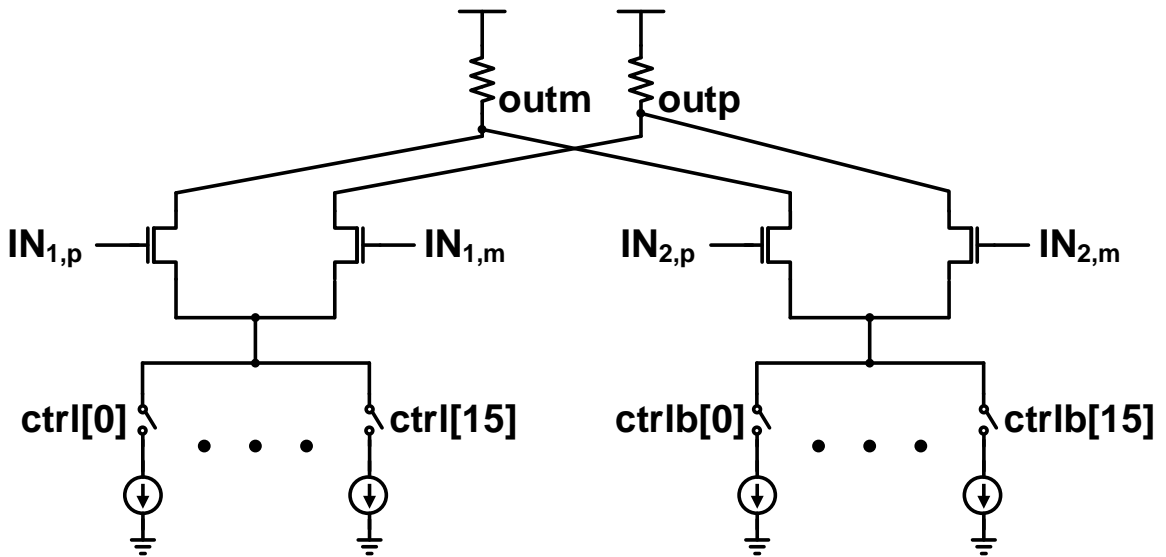 outm
outp
IN1,p
IN1,m
IN2,p
IN2,m
ctrl[0]
ctrl[15]
ctrlb[0]
ctrlb[15]